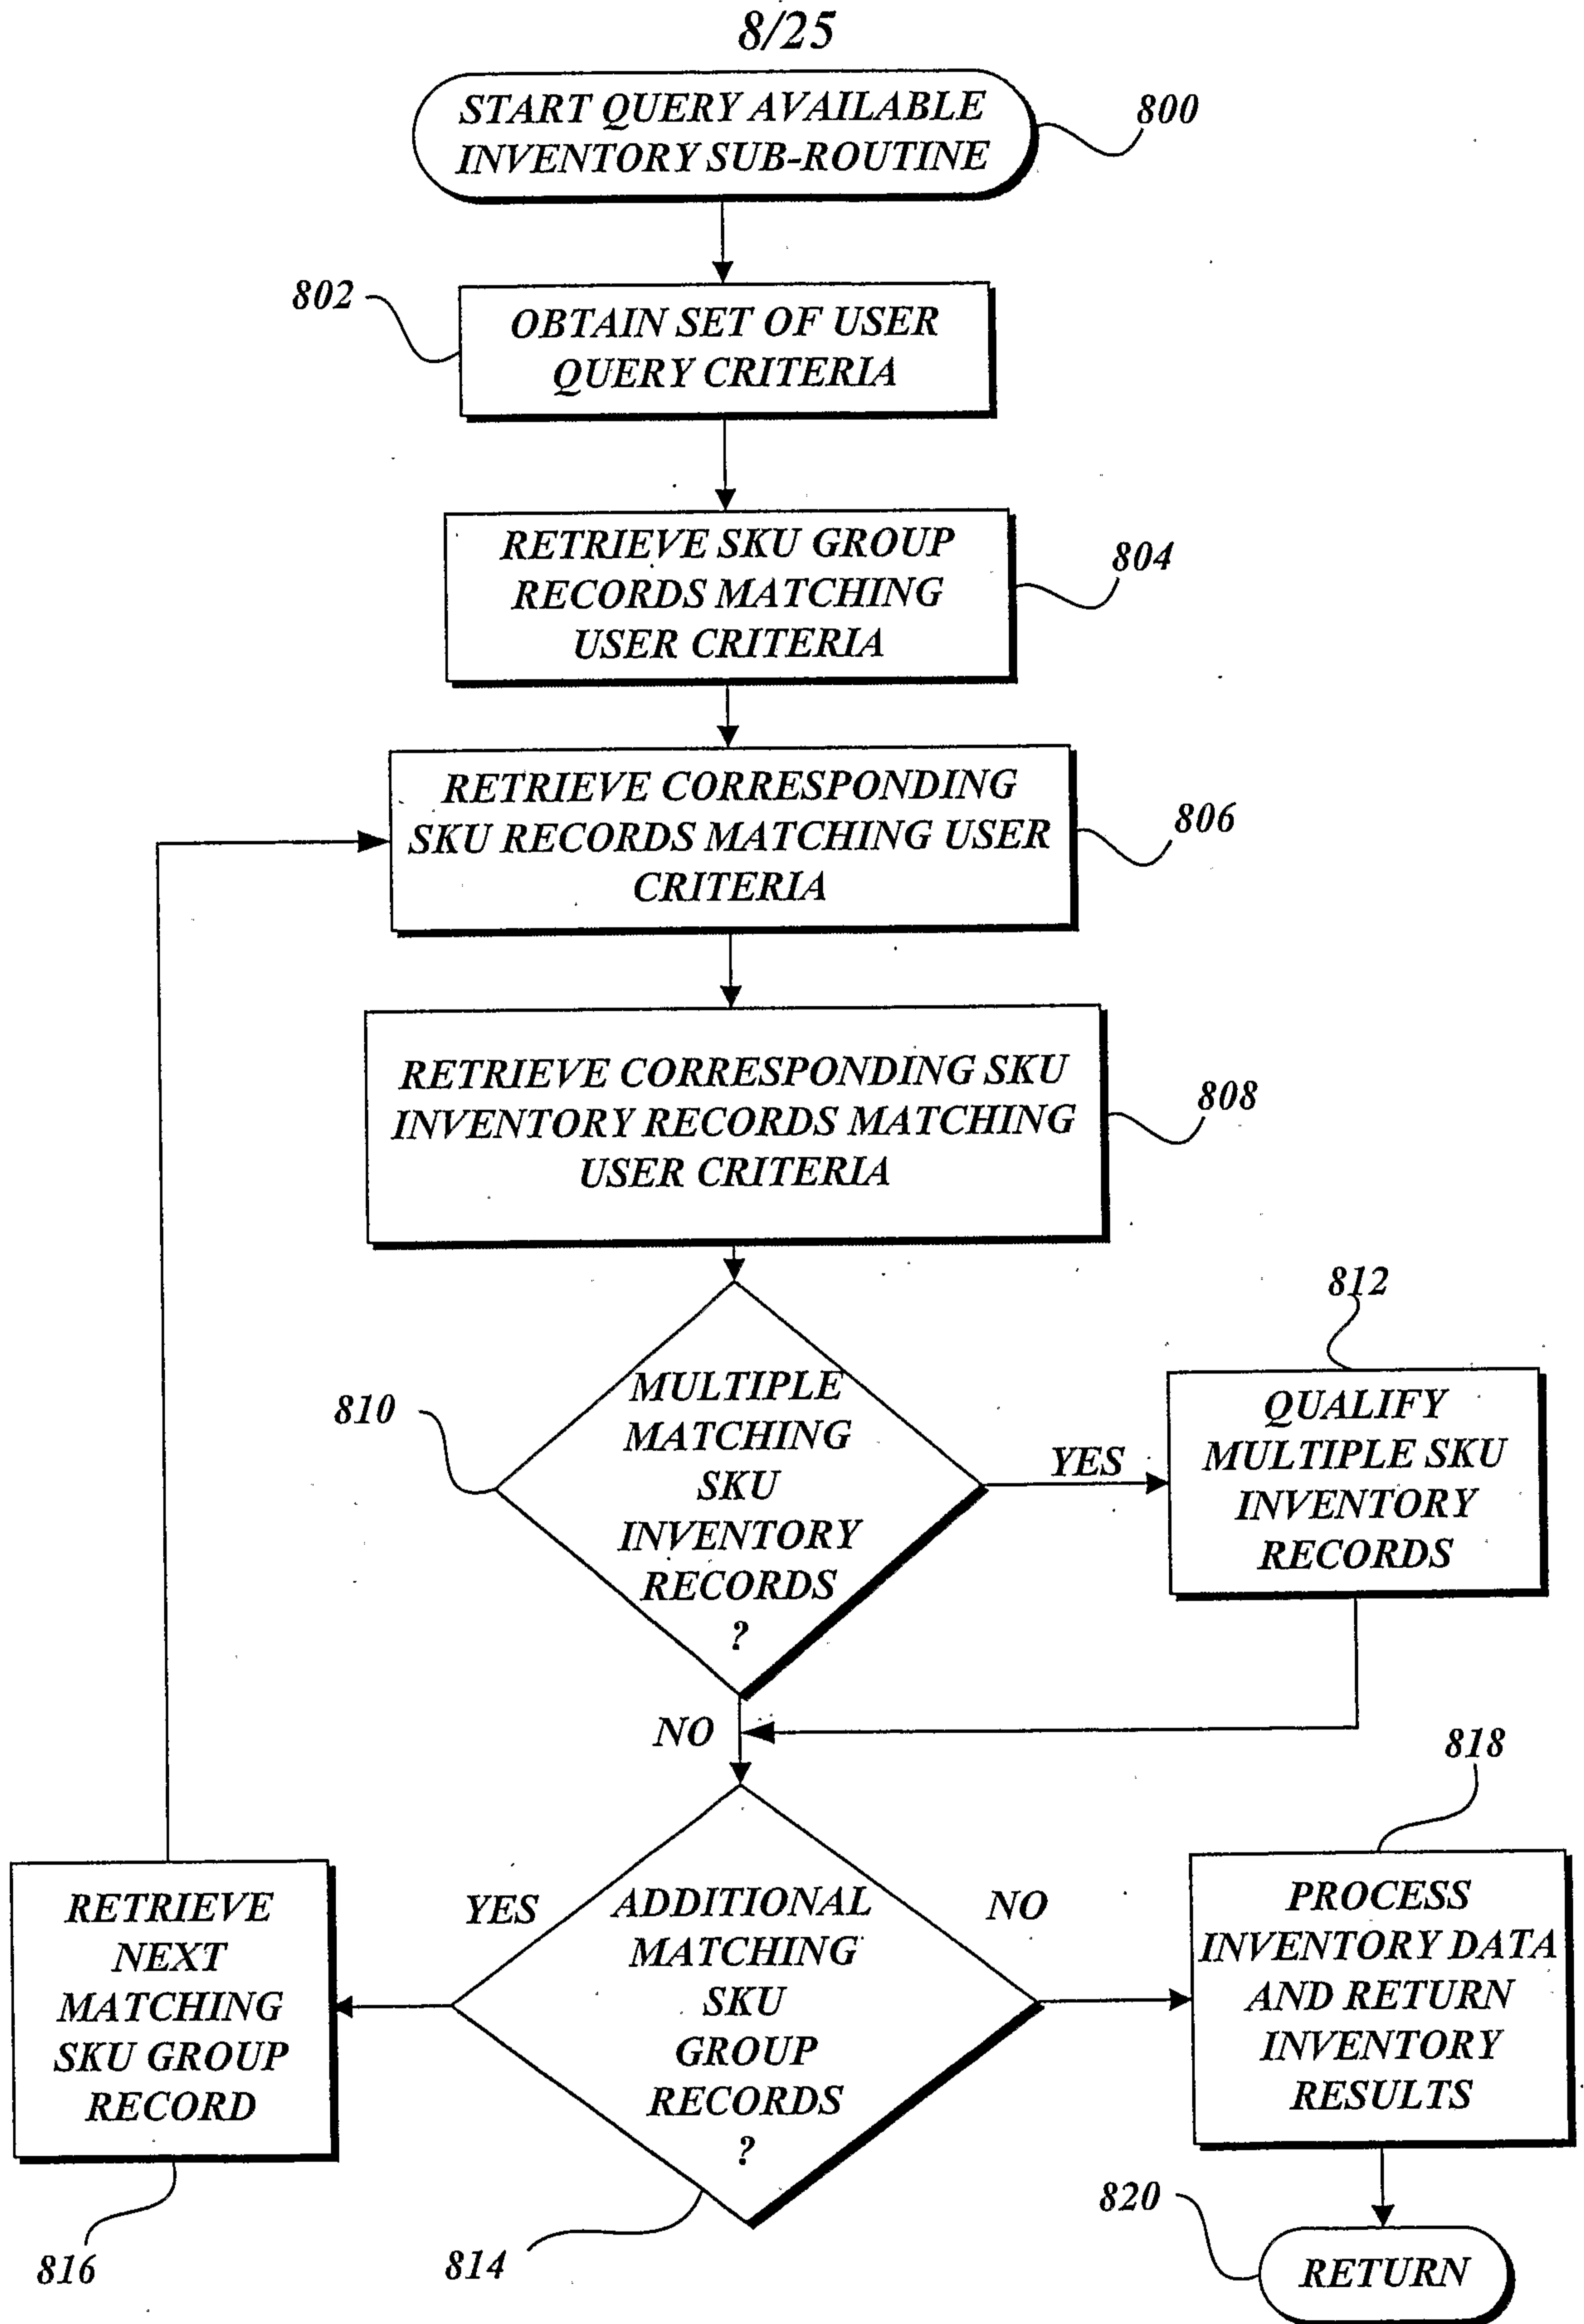 8/25
START QUERY AVAILABLE
INVENTORY SUB-ROUTINE
800
802
OBTAIN SET OF USER
QUERY CRITERIA
RETRIEVE SKU GROUP
RECORDS MATCHING
USER CRITERIA
804
RETRIEVE CORRESPONDING
SKU RECORDS MATCHING USER
CRITERIA
806
RETRIEVE CORRESPONDING SKU
INVENTORY RECORDS MATCHING
USER CRITERIA
808
810
MULTIPLE
MATCHING
SKU
INVENTORY
RECORDS
?
YES
812
QUALIFY
MULTIPLE SKU
INVENTORY
RECORDS
NO
818
RETRIEVE
NEXT
MATCHING
SKU GROUP
RECORD
816
YES
ADDITIONAL
MATCHING
SKU
GROUP
RECORDS
?
814
NO
PROCESS
INVENTORY DATA
AND RETURN
INVENTORY
RESULTS
820
RETURN